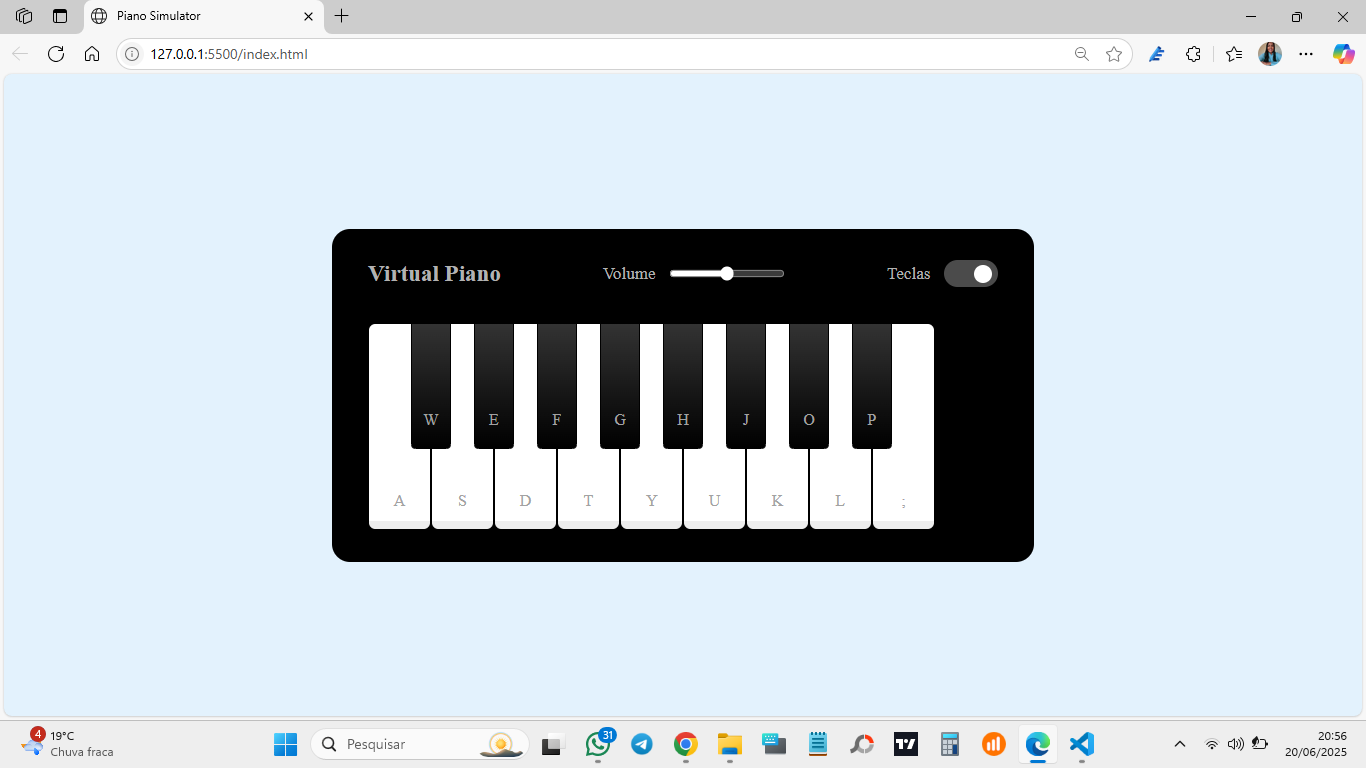 Piano Simulator
127.0.0.1:5500/index.html
Virtual Piano
Volume
Teclas
W E F G H J O P
A S D T Y U K L ;
4
19°C
Chuva fraca
Pesquisar
31
20:56
20/06/2025